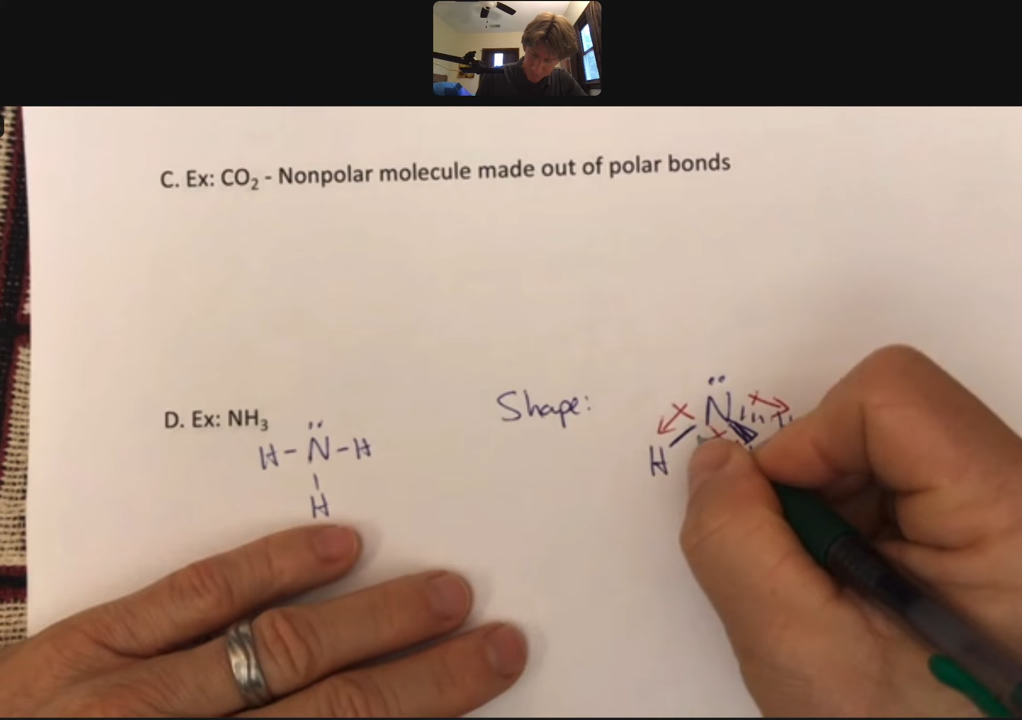 C. Ex: CO₂ - Nonpolar molecule made out of polar bonds
D. Ex: NH₃
H-N̈-H
|
H
Shape:
N̈
H